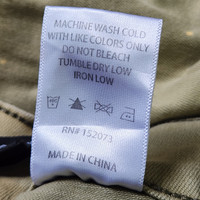 MACHINE WASH COLD
WITH LIKE COLORS ONLY
DO NOT BLEACH
TUMBLE DRY LOW
IRON LOW
RN# 152073
MADE IN CHINA